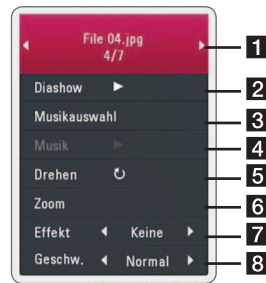 File 04.jpg
4/7
1
Diashow
2
Musikauswahl
3
Musik
4
Drehen
5
Zoom
6
Effekt Keine
7
Geschw. Normal
8